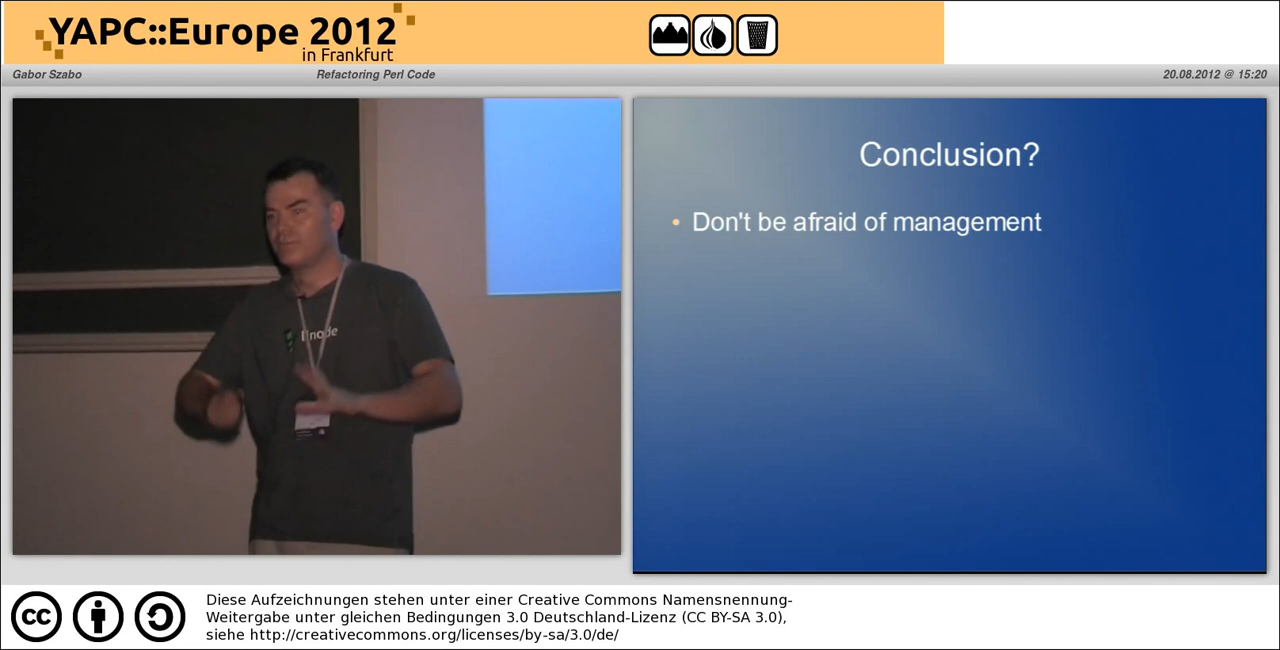 YAPC::Europe 2012
in Frankfurt
Gabor Szabo
Refactoring Perl Code
20.08.2012 @ 15:20
linode
Conclusion?
• Don't be afraid of management
cc
Diese Aufzeichnungen stehen unter einer Creative Commons Namensnennung-
Weitergabe unter gleichen Bedingungen 3.0 Deutschland-Lizenz (CC BY-SA 3.0),
siehe http://creativecommons.org/licenses/by-sa/3.0/de/